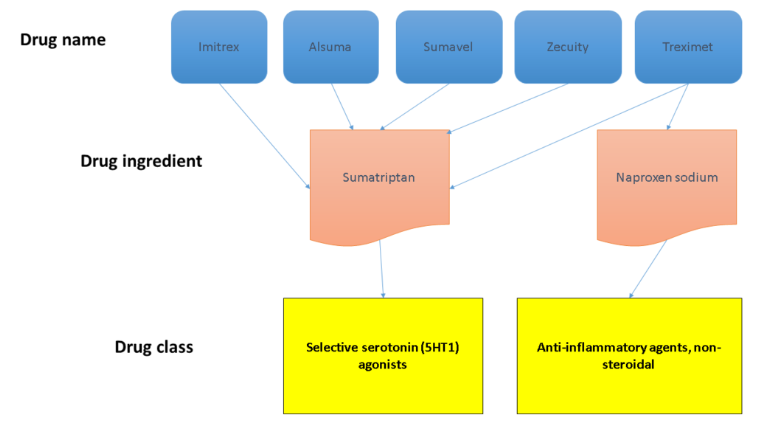 Drug name
Imitrex
Alsuma
Sumavel
Zecuity
Treximet
Drug ingredient
Sumatriptan
Naproxen sodium
Drug class
Selective serotonin (5HT1)
agonists
Anti-inflammatory agents, non-
steroidal